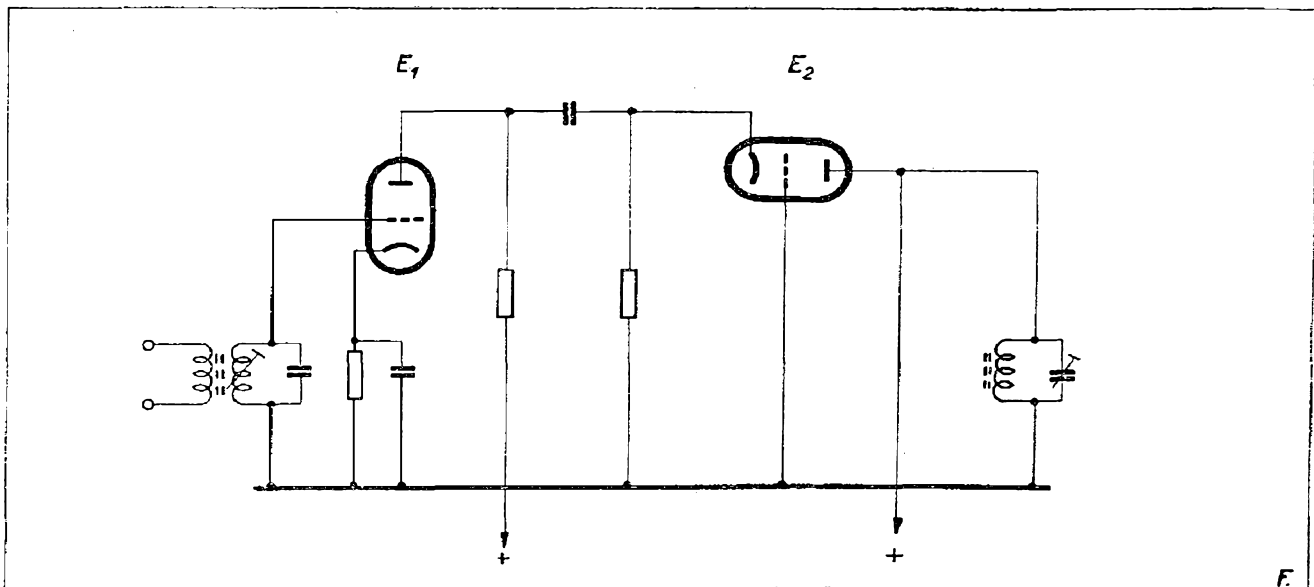 E₁ E₂
+ +
F.